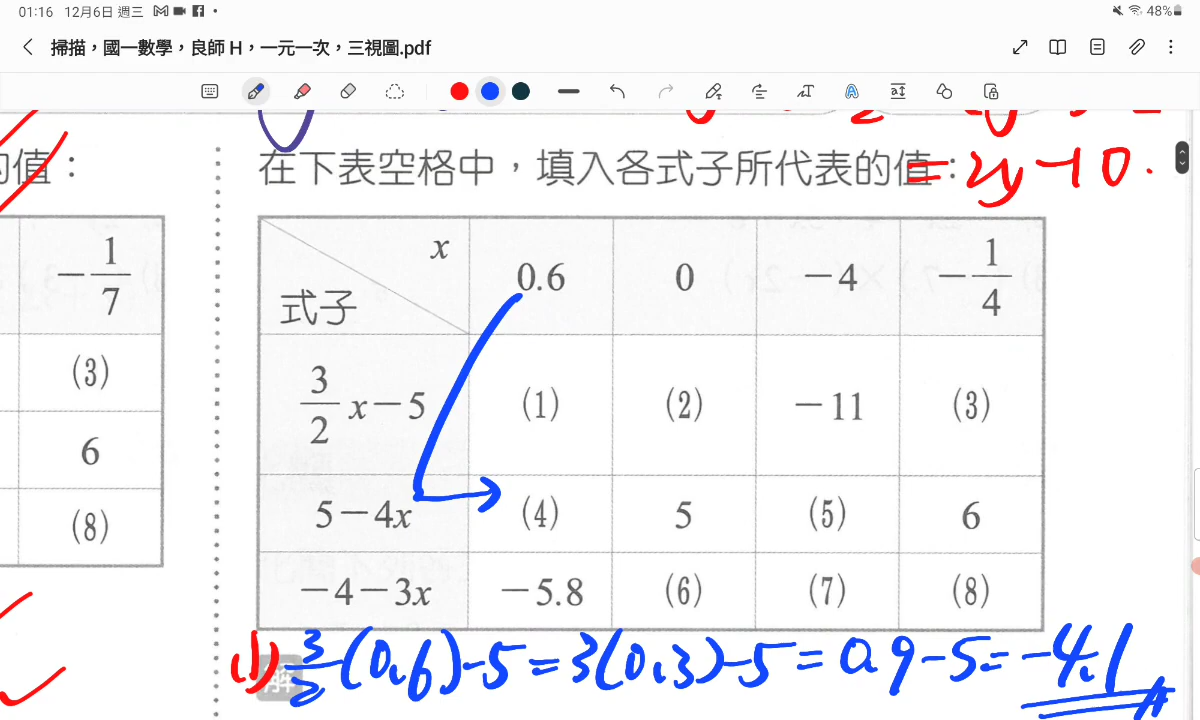 01:16 12月6日 週三 48%
掃描,國一數學,良師 H,一元一次,三視圖.pdf
的值:
在下表空格中,填入各式子所代表的值:
= 2y-10.
x
式子
0.6 0 -4 -1/4
3/2 x-5 (1) (2) -11 (3)
5-4x (4) 5 (5) 6
-4-3x -5.8 (6) (7) (8)
-1/7
(3)
6
(8)
解
(1) 3/2(0.6)-5=3(0.3)-5=0.9-5=-4.1